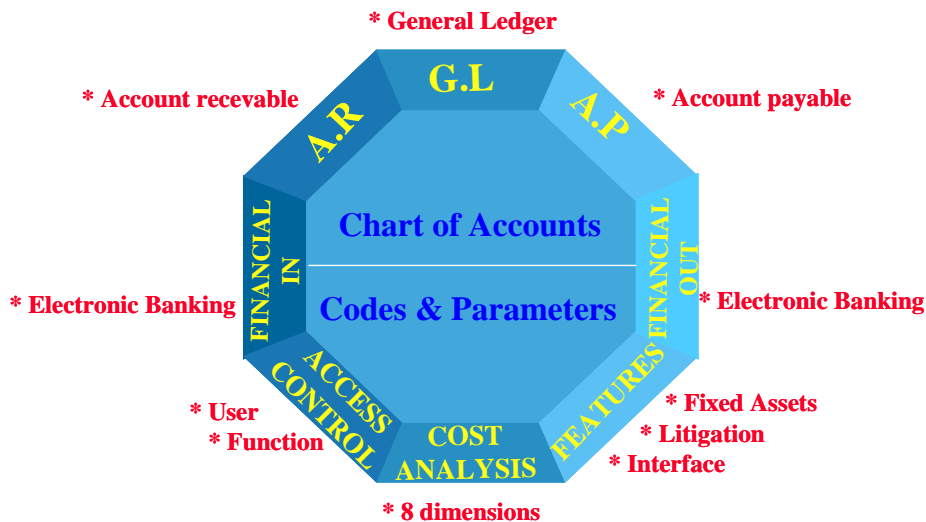 * General Ledger
G.L
* Account recevable
A.R
A.P
* Account payable
Chart of Accounts
FINANCIAL
IN
FINANCIAL
OUT
* Electronic Banking
Codes & Parameters
* Electronic Banking
ACCESS
CONTROL
FEATURES
* User
* Function
COST
ANALYSIS
* Fixed Assets
* Litigation
* Interface
* 8 dimensions